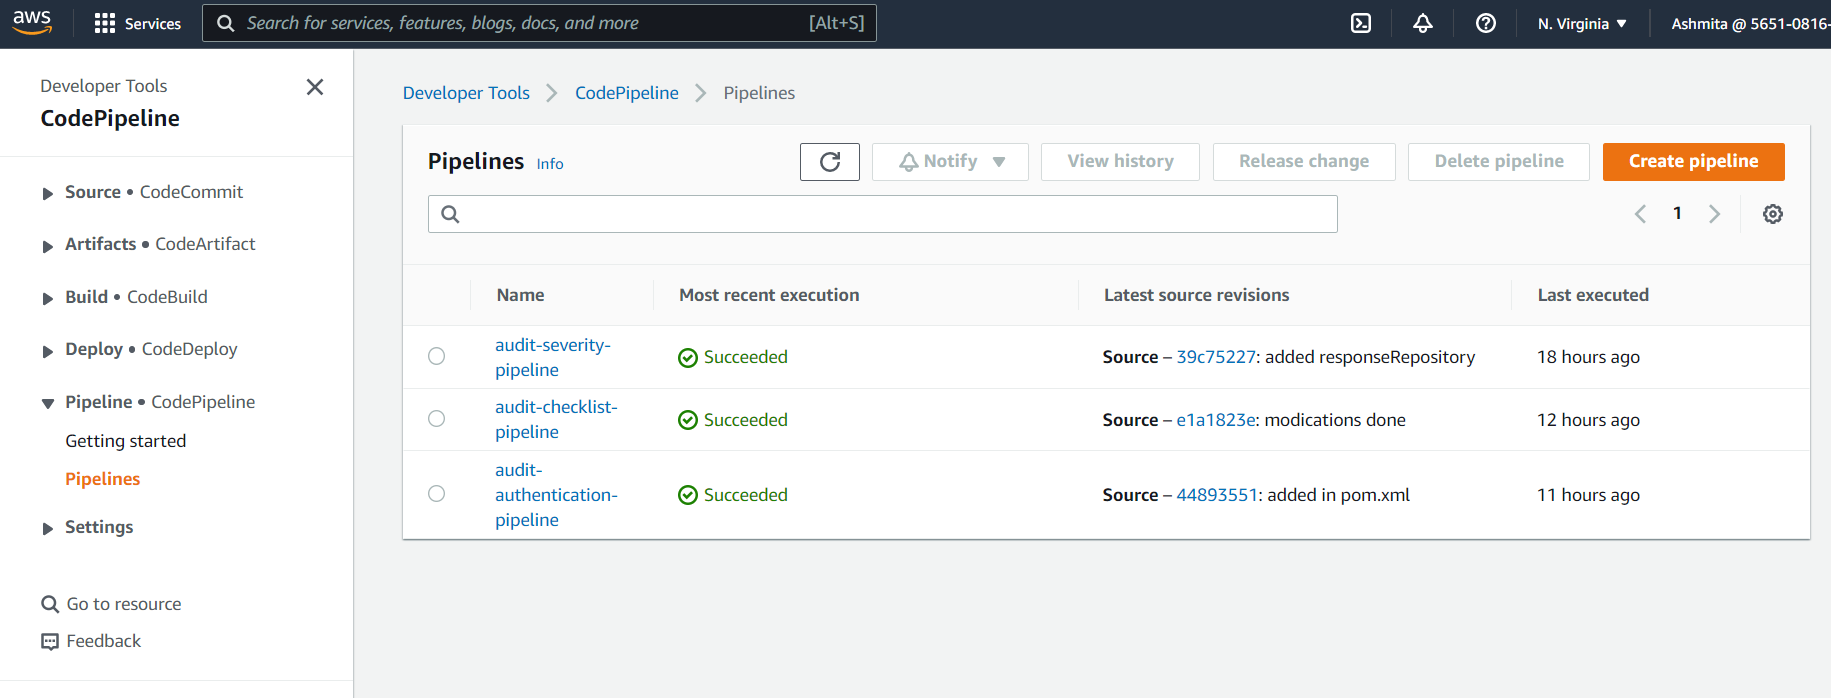 aws
Services
Search for services, features, blogs, docs, and more
[Alt+S]
N. Virginia
Ashmita @ 5651-0816-
Developer Tools
CodePipeline
Source • CodeCommit
Artifacts • CodeArtifact
Build • CodeBuild
Deploy • CodeDeploy
Pipeline • CodePipeline
Getting started
Pipelines
Settings
Go to resource
Feedback
Developer Tools
CodePipeline
Pipelines
Pipelines Info
Notify
View history
Release change
Delete pipeline
Create pipeline
1
Name
Most recent execution
Latest source revisions
Last executed
audit-severity-
pipeline
Succeeded
Source – 39c75227: added responseRepository
18 hours ago
audit-checklist-
pipeline
Succeeded
Source – e1a1823e: modications done
12 hours ago
audit-
authentication-
pipeline
Succeeded
Source – 44893551: added in pom.xml
11 hours ago